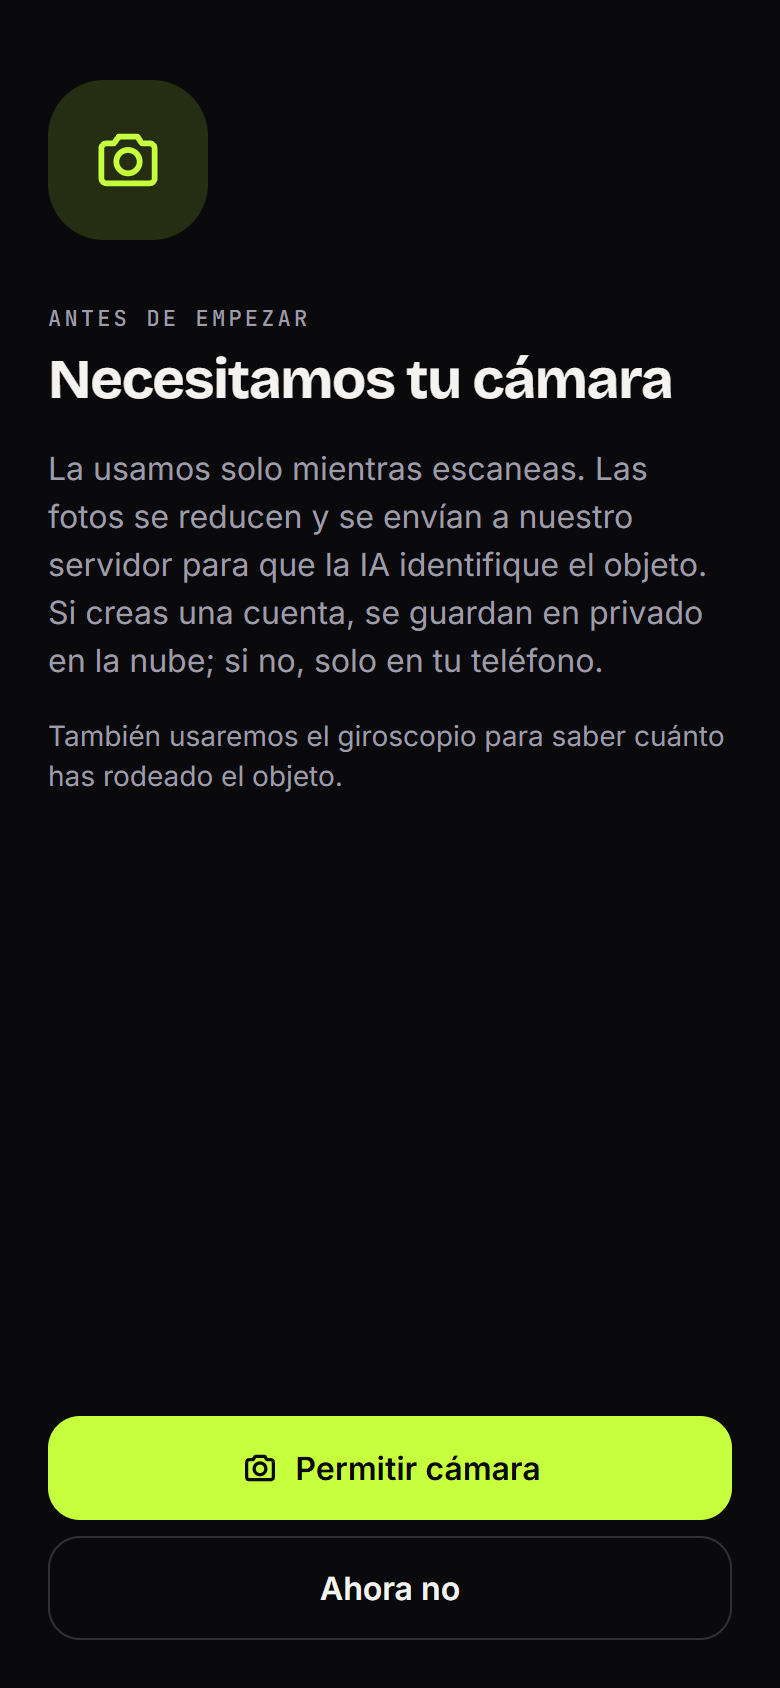 ANTES DE EMPEZAR
Necesitamos tu cámara
La usamos solo mientras escaneas. Las
fotos se reducen y se envían a nuestro
servidor para que la IA identifique el objeto.
Si creas una cuenta, se guardan en privado
en la nube; si no, solo en tu teléfono.
También usaremos el giroscopio para saber cuánto
has rodeado el objeto.
Permitir cámara
Ahora no